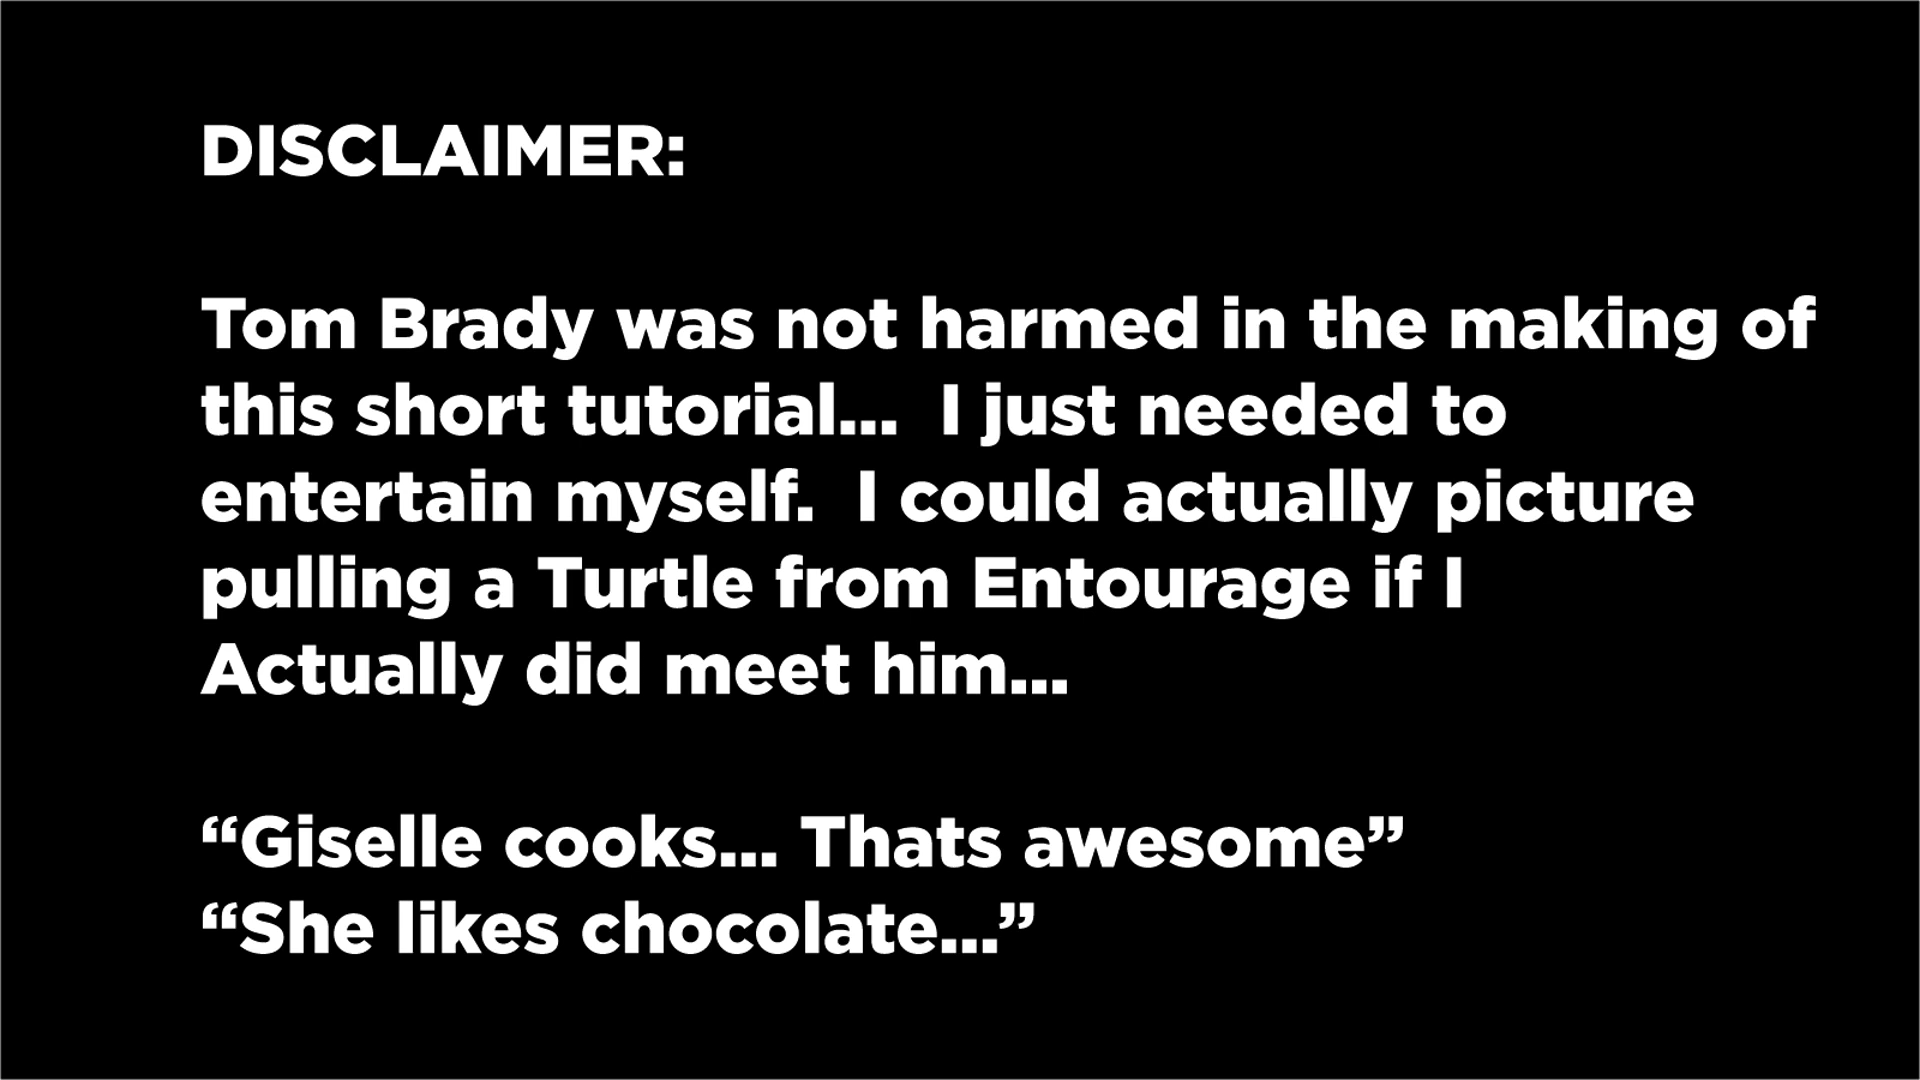 DISCLAIMER:
Tom Brady was not harmed in the making of
this short tutorial...  I just needed to
entertain myself.  I could actually picture
pulling a Turtle from Entourage if I
Actually did meet him...
“Giselle cooks... Thats awesome”
“She likes chocolate...”